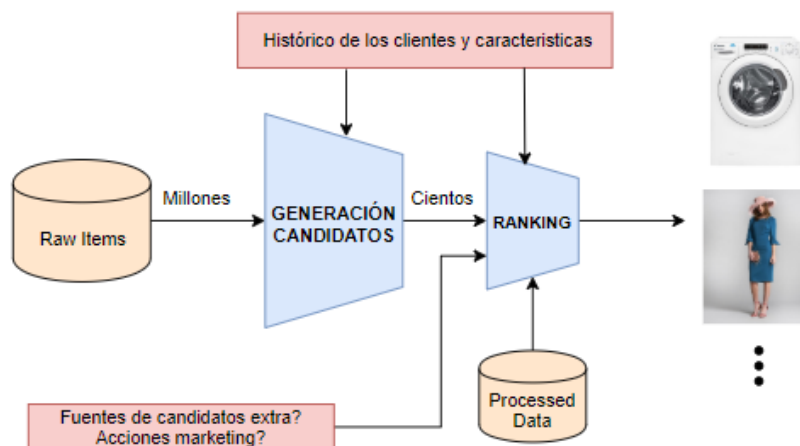 Histórico de los clientes y caracteristicas
Millones
Raw Items
GENERACIÓN
CANDIDATOS
Cientos
RANKING
Processed
Data
Fuentes de candidatos extra?
Acciones marketing?